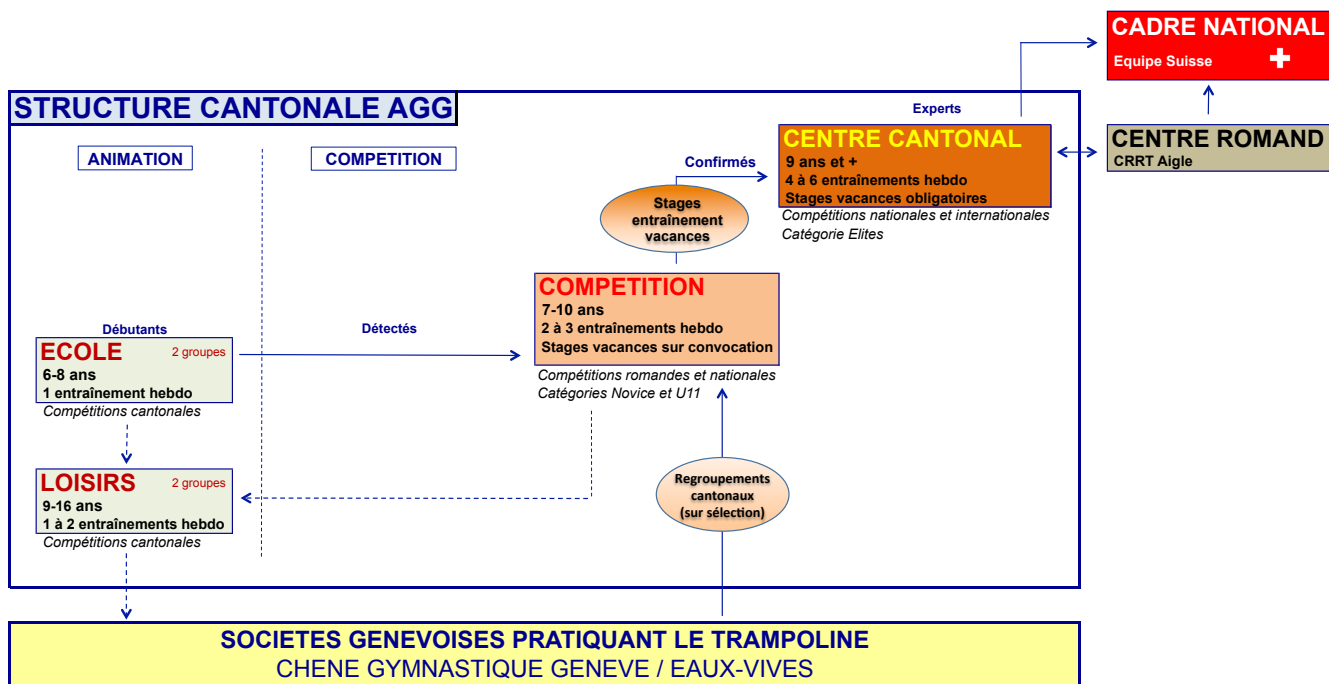 CADRE NATIONAL
Equipe Suisse
STRUCTURE CANTONALE AGG
Experts
CENTRE CANTONAL
9 ans et +
4 à 6 entraînements hebdo
Stages vacances obligatoires
Compétitions nationales et internationales
Catégorie Elites
CENTRE ROMAND
CRRT Aigle
ANIMATION
COMPETITION
Confirmés
Stages
entraînement
vacances
COMPETITION
7-10 ans
2 à 3 entraînements hebdo
Stages vacances sur convocation
Compétitions romandes et nationales
Catégories Novice et U11
Débutants
Détectés
ECOLE 2 groupes
6-8 ans
1 entraînement hebdo
Compétitions cantonales
LOISIRS 2 groupes
9-16 ans
1 à 2 entraînements hebdo
Compétitions cantonales
Regroupements
cantonaux
(sur sélection)
SOCIETES GENEVOISES PRATIQUANT LE TRAMPOLINE
CHENE GYMNASTIQUE GENEVE / EAUX-VIVES